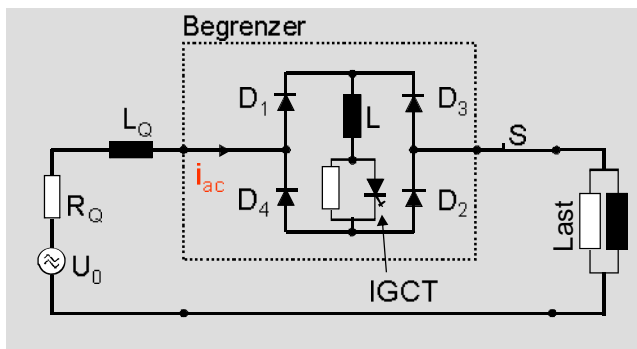 Begrenzer
D1
D3
LQ
L
S
iac
RQ
D4
D2
Last
U0
IGCT